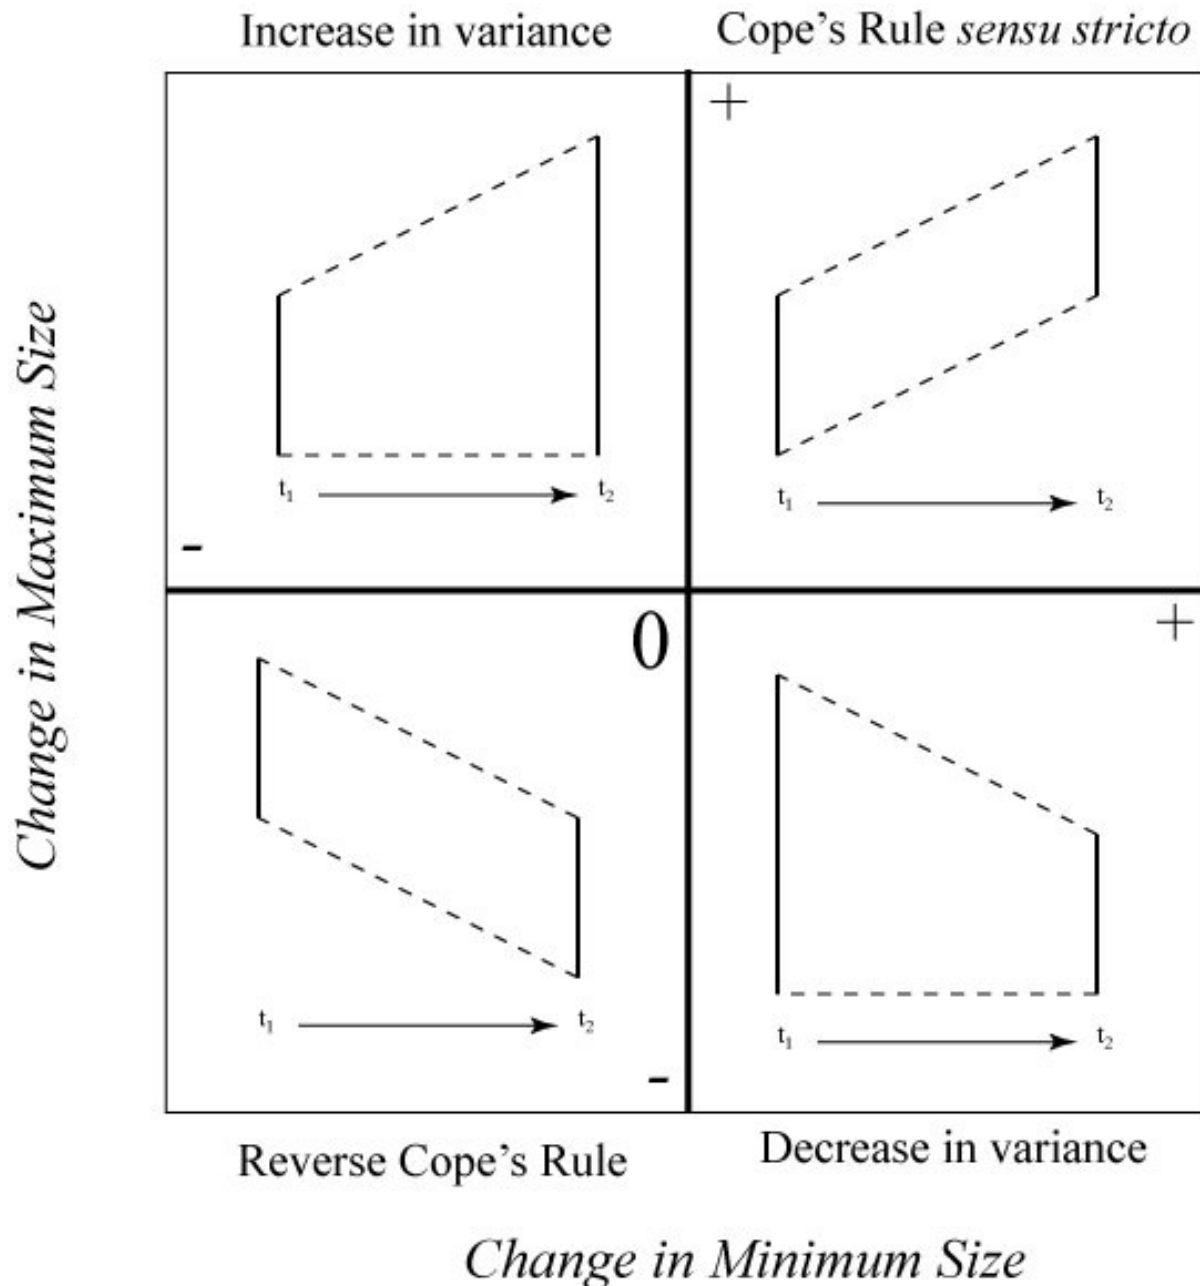 Increase in variance
Cope's Rule sensu stricto
+
t₁ t₂
t₁ t₂
-
Change in Maximum Size
0
+
t₁ t₂
t₁ t₂
-
Reverse Cope's Rule
Decrease in variance
Change in Minimum Size